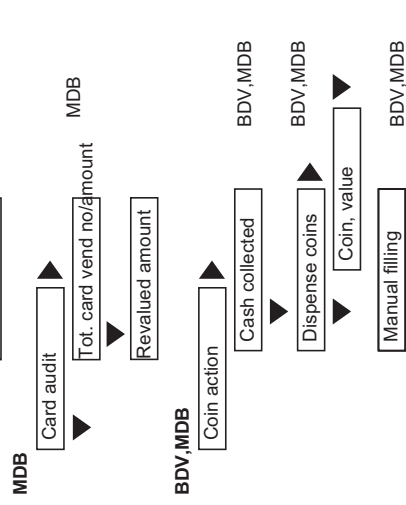 MDB
Card audit
Tot. card vend no/amount
MDB
Revalued amount
BDV,MDB
Coin action
Cash collected
BDV,MDB
Dispense coins
BDV,MDB
Coin, value
Manual filling
BDV,MDB